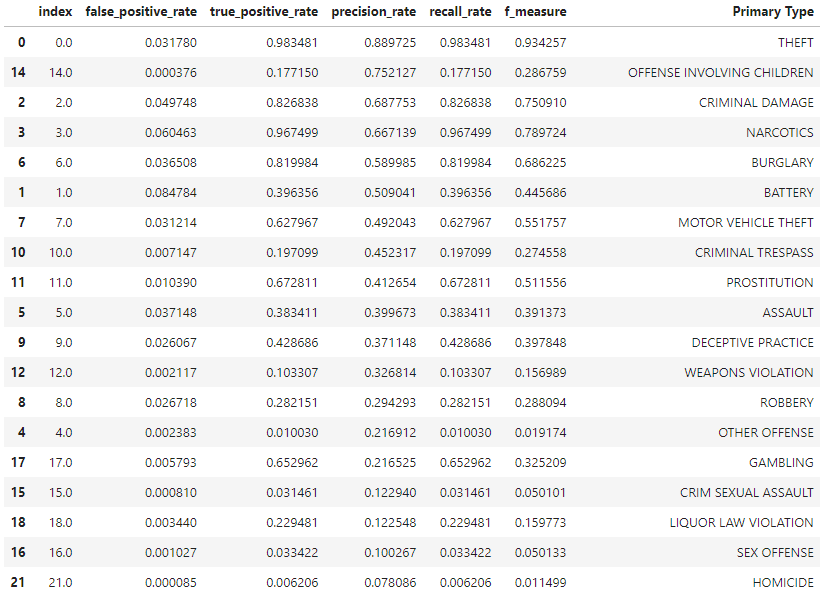 index false_positive_rate true_positive_rate precision_rate recall_rate f_measure Primary Type
0 0.0 0.031780 0.983481 0.889725 0.983481 0.934257 THEFT
14 14.0 0.000376 0.177150 0.752127 0.177150 0.286759 OFFENSE INVOLVING CHILDREN
2 2.0 0.049748 0.826838 0.687753 0.826838 0.750910 CRIMINAL DAMAGE
3 3.0 0.060463 0.967499 0.667139 0.967499 0.789724 NARCOTICS
6 6.0 0.036508 0.819984 0.589985 0.819984 0.686225 BURGLARY
1 1.0 0.084784 0.396356 0.509041 0.396356 0.445686 BATTERY
7 7.0 0.031214 0.627967 0.492043 0.627967 0.551757 MOTOR VEHICLE THEFT
10 10.0 0.007147 0.197099 0.452317 0.197099 0.274558 CRIMINAL TRESPASS
11 11.0 0.010390 0.672811 0.412654 0.672811 0.511556 PROSTITUTION
5 5.0 0.037148 0.383411 0.399673 0.383411 0.391373 ASSAULT
9 9.0 0.026067 0.428686 0.371148 0.428686 0.397848 DECEPTIVE PRACTICE
12 12.0 0.002117 0.103307 0.326814 0.103307 0.156989 WEAPONS VIOLATION
8 8.0 0.026718 0.282151 0.294293 0.282151 0.288094 ROBBERY
4 4.0 0.002383 0.010030 0.216912 0.010030 0.019174 OTHER OFFENSE
17 17.0 0.005793 0.652962 0.216525 0.652962 0.325209 GAMBLING
15 15.0 0.000810 0.031461 0.122940 0.031461 0.050101 CRIM SEXUAL ASSAULT
18 18.0 0.003440 0.229481 0.122548 0.229481 0.159773 LIQUOR LAW VIOLATION
16 16.0 0.001027 0.033422 0.100267 0.033422 0.050133 SEX OFFENSE
21 21.0 0.000085 0.006206 0.078086 0.006206 0.011499 HOMICIDE